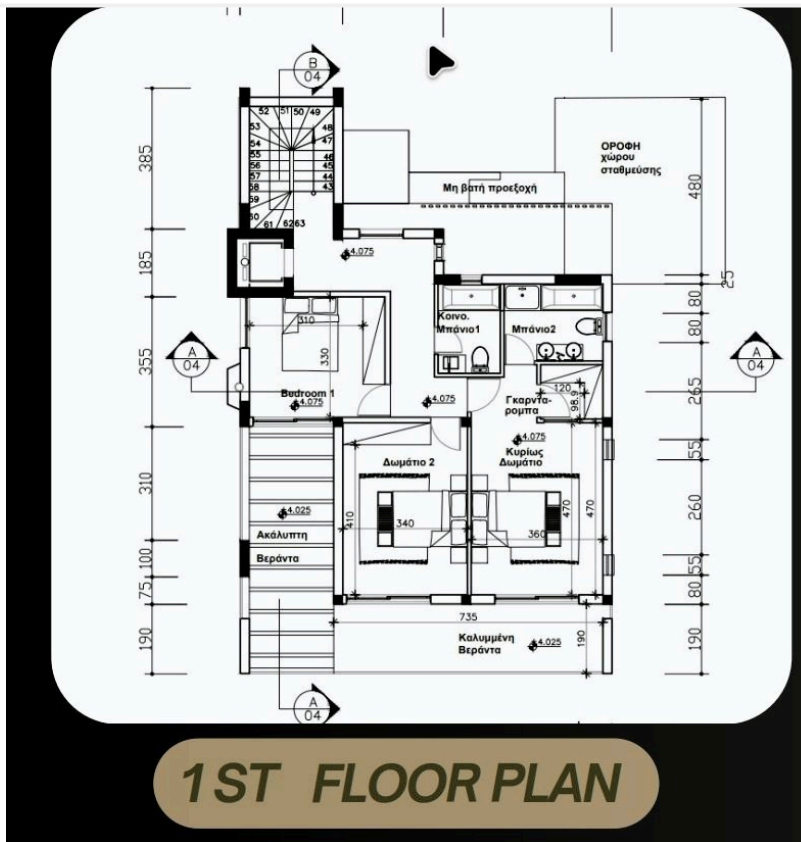 B
04
52 51 50 49
53 48
54 47
55 46
56 45
57 44
58 43
59
60
61 62 63
385
185
355
310
100
75
190
ΟΡΟΦΗ
χώρου
σταθμεύσης
Μη βατή προεξοχή
480
25
80
80
265
55
260
55
80
190
4.075
Κοινο.
Μπάνιο1
Μπάνιο2
A
04
A
04
310
330
Bedroom 1
4.075
4.075
120
98.9
Γκαρντα-
ρομπα
4.075
Κυρίως
Δωμάτιο
Δωμάτιο 2
410
340
360
470
470
4.025
Ακάλυπτη
Βεράντα
735
Καλυμμένη
Βεράντα
4.025
190
A
04
1ST FLOOR PLAN